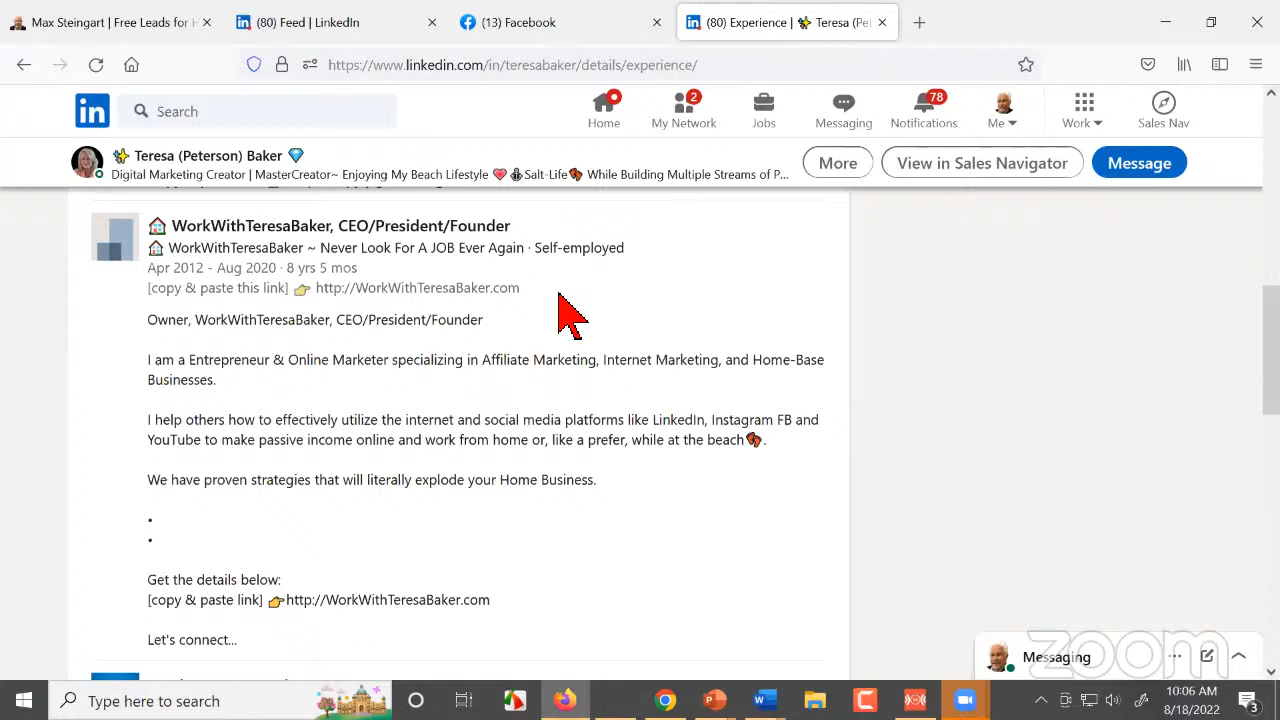 Max Steingart | Free Leads for H
(80) Feed | LinkedIn
(13) Facebook
(80) Experience | ✨ Teresa (Pet
https://www.linkedin.com/in/teresabaker/details/experience/
in
Search
2
78
Home
My Network
Jobs
Messaging
Notifications
Me
Work
Sales Nav
✨ Teresa (Peterson) Baker 💎
Digital Marketing Creator | MasterCreator~ Enjoying My Beach Lifestyle ❤️ Salt-Life👣 While Building Multiple Streams of P...
More
View in Sales Navigator
Message
🏠 WorkWithTeresaBaker, CEO/President/Founder
🏠 WorkWithTeresaBaker ~ Never Look For A JOB Ever Again · Self-employed
Apr 2012 - Aug 2020 · 8 yrs 5 mos
[copy & paste this link] 👉 http://WorkWithTeresaBaker.com
Owner, WorkWithTeresaBaker, CEO/President/Founder
I am a Entrepreneur & Online Marketer specializing in Affiliate Marketing, Internet Marketing, and Home-Base
Businesses.
I help others how to effectively utilize the internet and social media platforms like LinkedIn, Instagram FB and
YouTube to make passive income online and work from home or, like a prefer, while at the beach👣.
We have proven strategies that will literally explode your Home Business.
•
•
Get the details below:
[copy & paste link] 👉http://WorkWithTeresaBaker.com
Let's connect...
Messaging
zoom
Type here to search
10:06 AM
8/18/2022
3